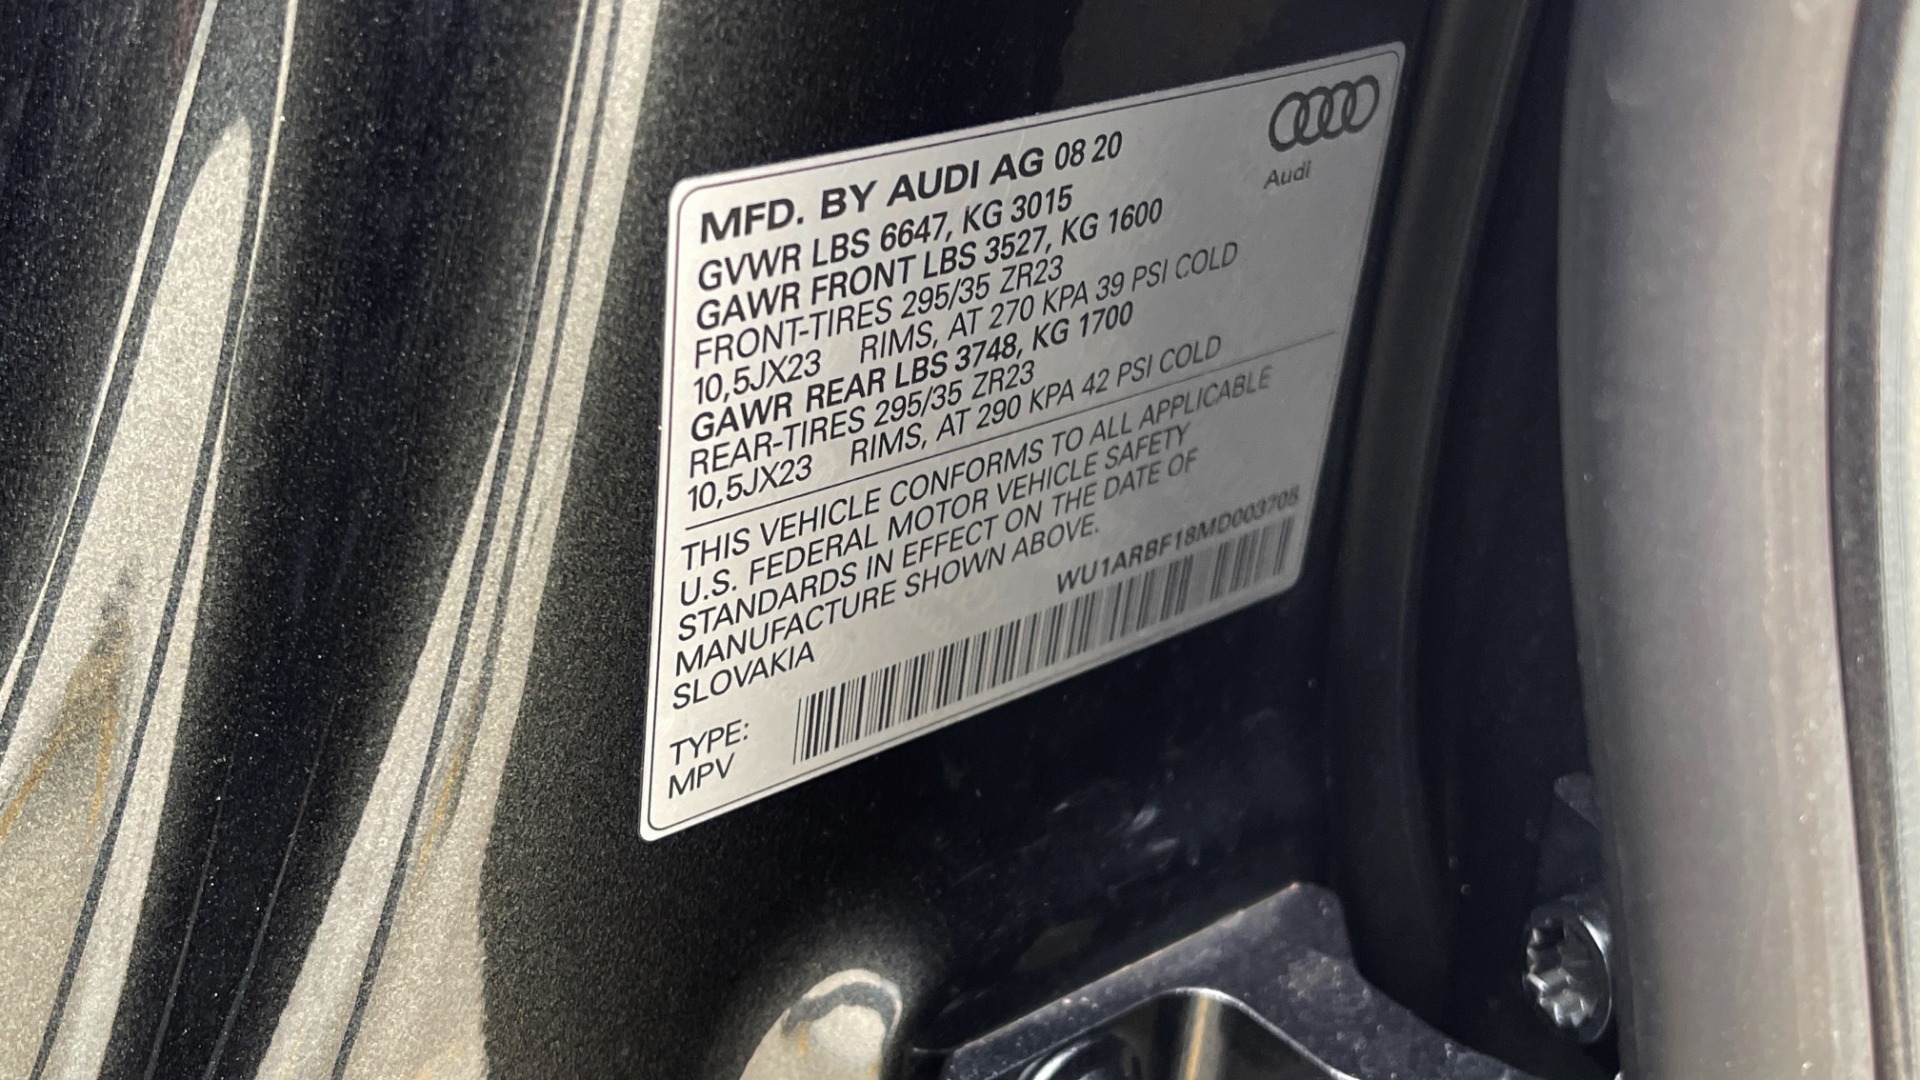 MFD. BY AUDI AG 08 20
Audi
GVWR LBS 6647, KG 3015
GAWR FRONT LBS 3527, KG 1600
FRONT-TIRES 295/35 ZR23
10,5JX23 RIMS, AT 270 KPA 39 PSI COLD
GAWR REAR LBS 3748, KG 1700
REAR-TIRES 295/35 ZR23
10,5JX23 RIMS, AT 290 KPA 42 PSI COLD
THIS VEHICLE CONFORMS TO ALL APPLICABLE
U.S. FEDERAL MOTOR VEHICLE SAFETY
STANDARDS IN EFFECT ON THE DATE OF
MANUFACTURE SHOWN ABOVE.
SLOVAKIA
WU1ARBF18MD003705
TYPE:
MPV